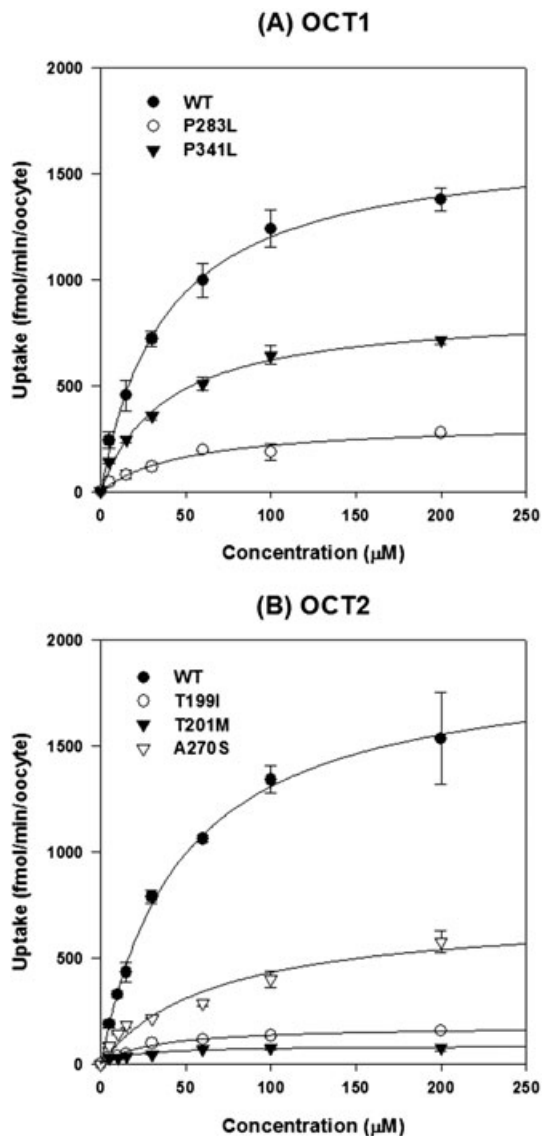 (A) OCT1
2000
1500
1000
500
0
Uptake (fmol/min/oocyte)
WT
P283L
P341L
0 50 100 150 200 250
Concentration (µM)
(B) OCT2
2000
1500
1000
500
0
Uptake (fmol/min/oocyte)
WT
T199I
T201M
A270S
0 50 100 150 200 250
Concentration (µM)